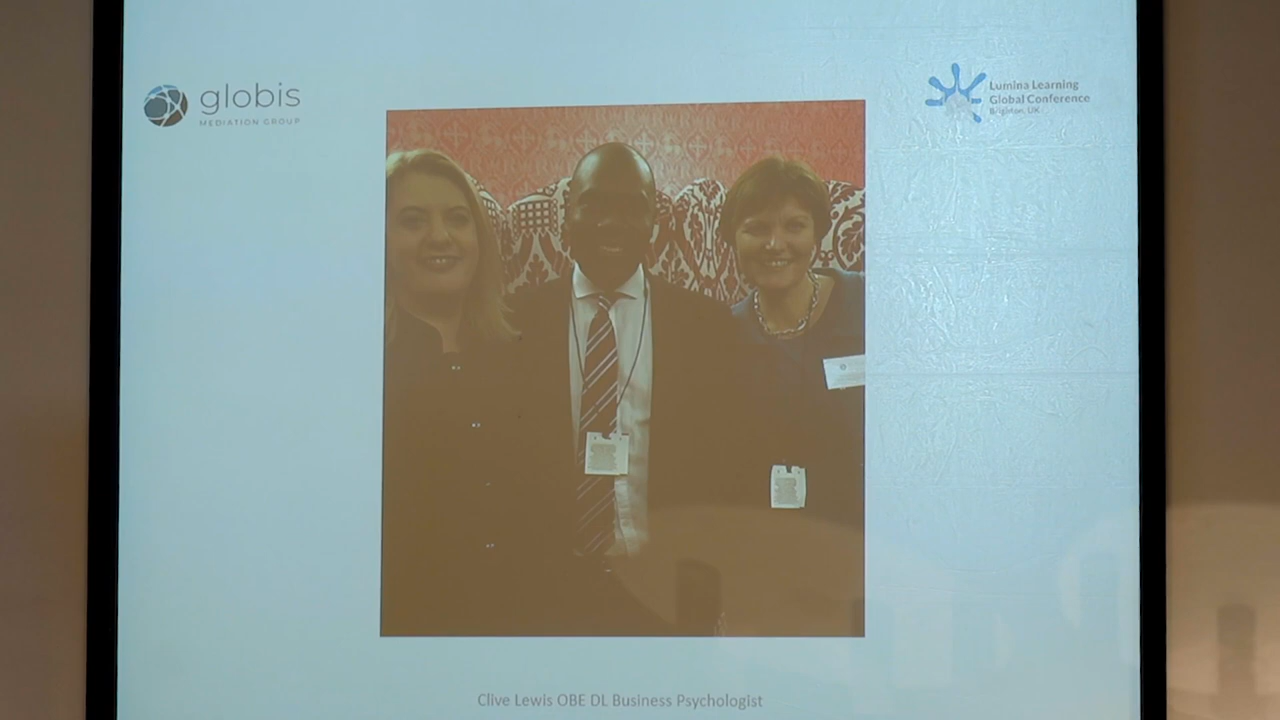 globis
MEDIATION GROUP
Lumina Learning
Global Conference
Brighton, UK
Clive Lewis OBE DL Business Psychologist